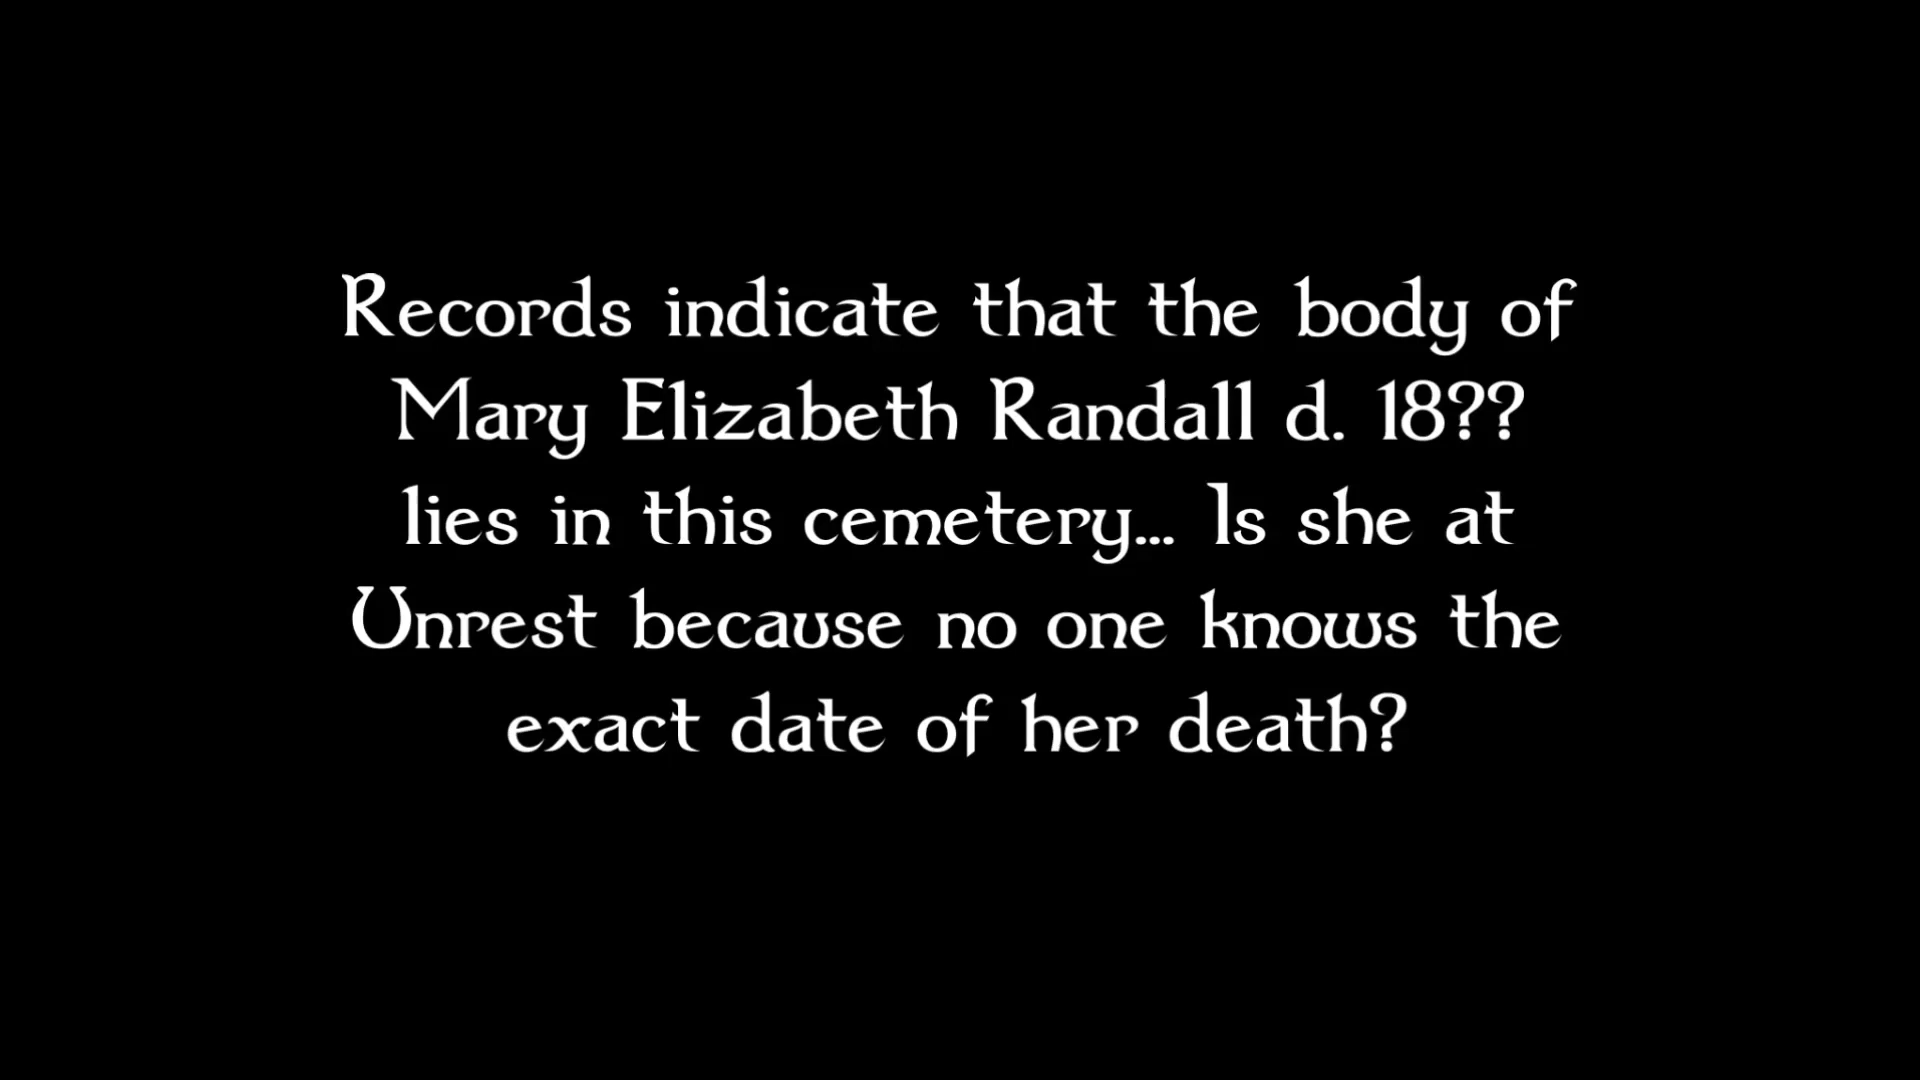 Records indicate that the body of
Mary Elizabeth Randall d. 18??
lies in this cemetery... Is she at
Unrest because no one knows the
exact date of her death?